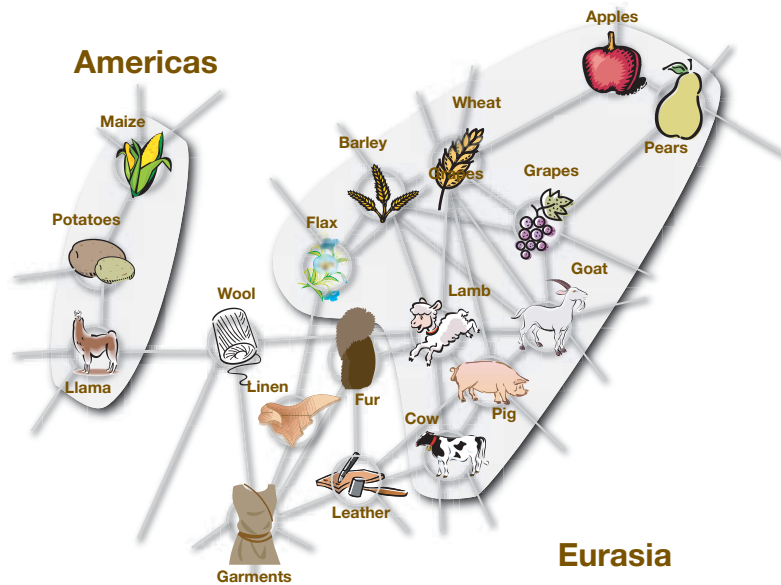 Apples
Americas
Wheat
Maize
Barley
Pears
Grapes
Grapes
Potatoes
Flax
Goat
Wool
Lamb
Llama
Linen
Fur
Cow
Pig
Leather
Eurasia
Garments